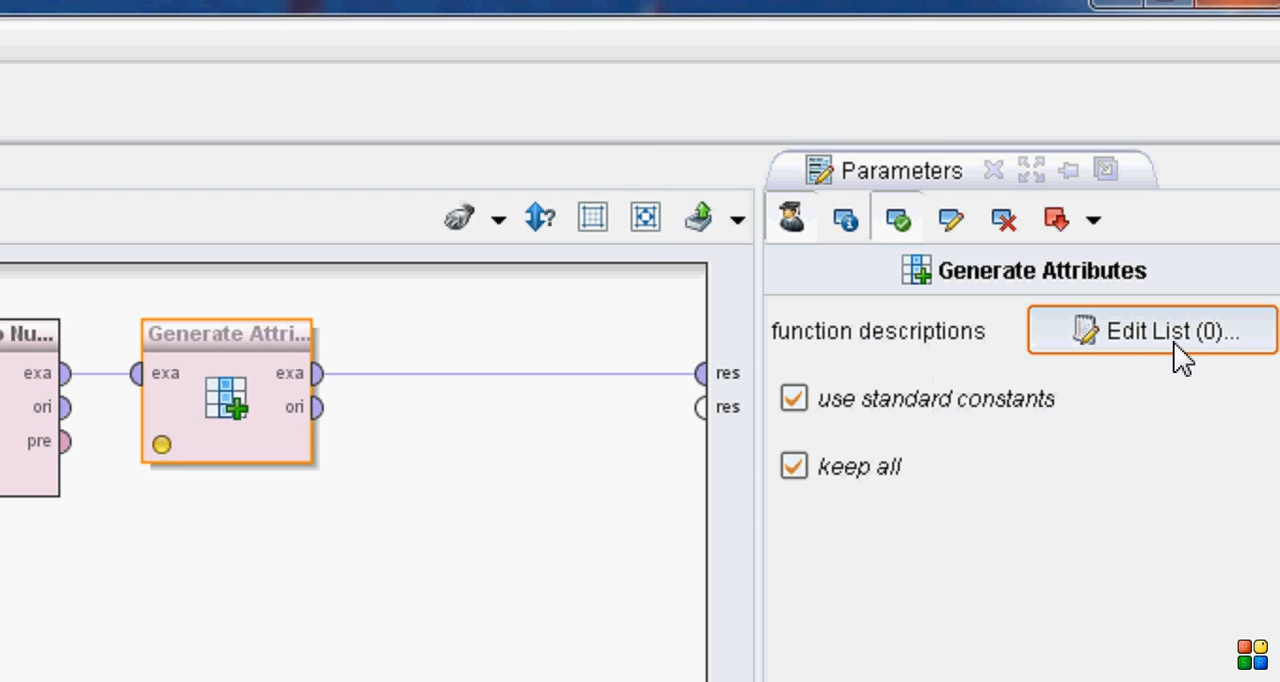 Parameters
Generate Attributes
function descriptions
Edit List (0)...
use standard constants
keep all
Nu...
exa
ori
pre
Generate Attri...
exa
exa
ori
res
res